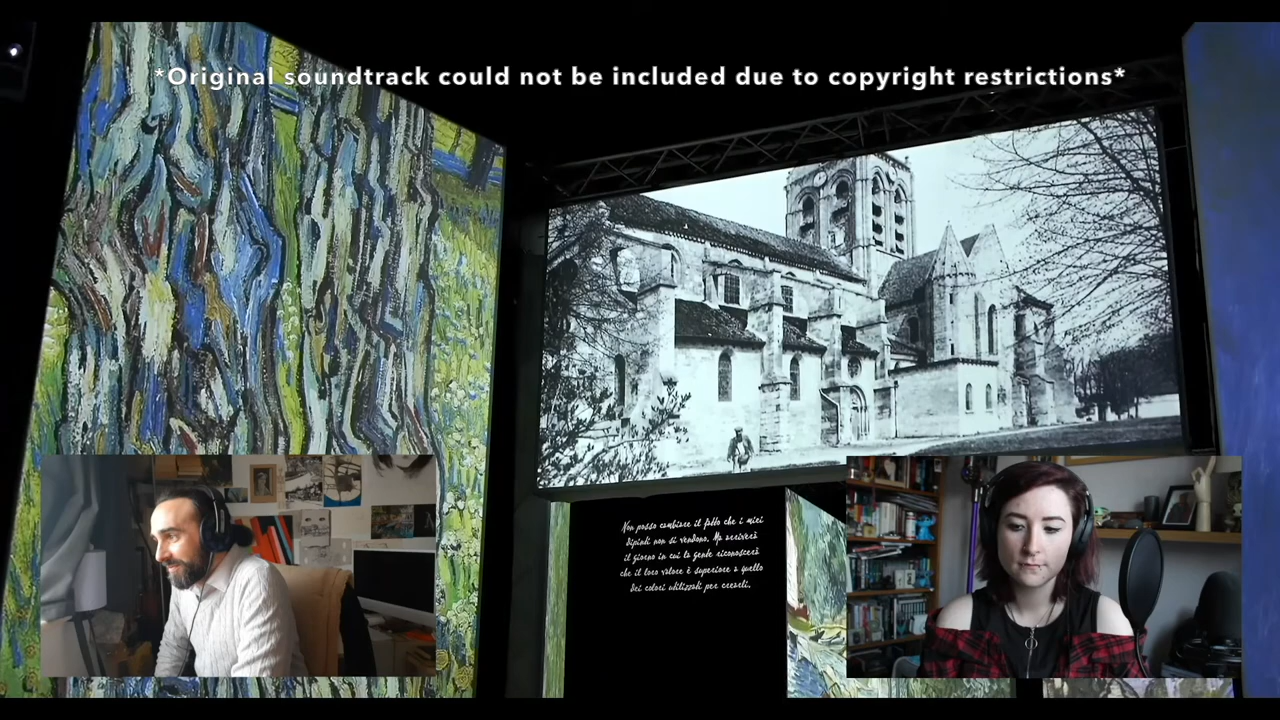 *Original soundtrack could not be included due to copyright restrictions*
Non posso cambiare il fatto che i miei
dipinti non si vendono. Ma arriverà
il giorno in cui la gente riconoscerà
che il loro valore è superiore a quello
dei colori utilizzati per crearli.